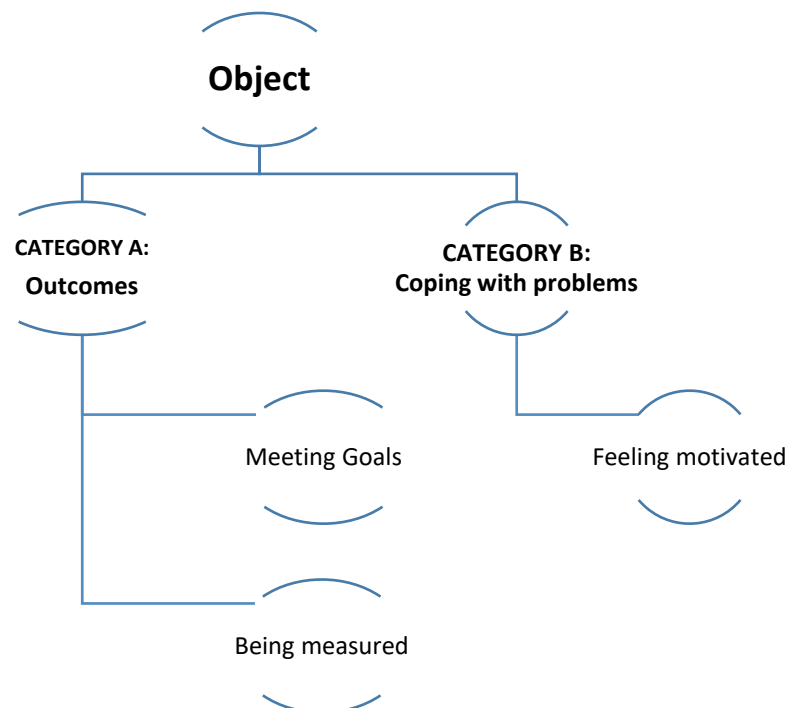 Object
CATEGORY A:
Outcomes
CATEGORY B:
Coping with problems
Meeting Goals
Feeling motivated
Being measured